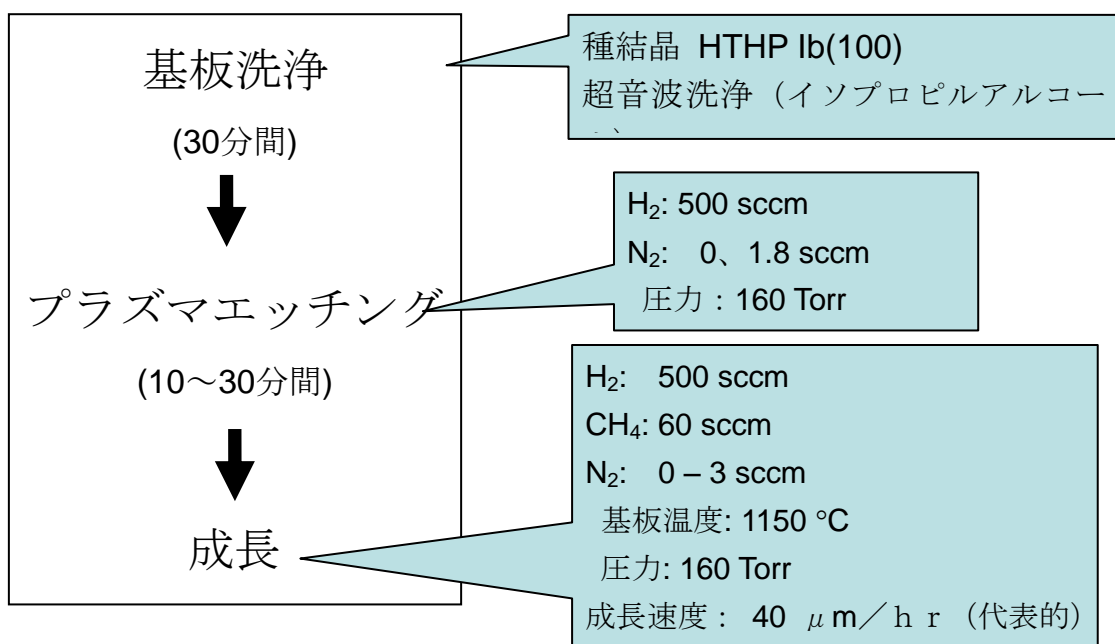 基板洗浄
(30分間)
プラズマエッチング
(10～30分間)
成長
種結晶 HTHP Ib(100)
超音波洗浄（イソプロピルアルコー
H₂: 500 sccm
N₂: 0、1.8 sccm
圧力：160 Torr
H₂: 500 sccm
CH₄: 60 sccm
N₂: 0 – 3 sccm
基板温度: 1150 °C
圧力: 160 Torr
成長速度： 40 μm／ｈｒ（代表的）